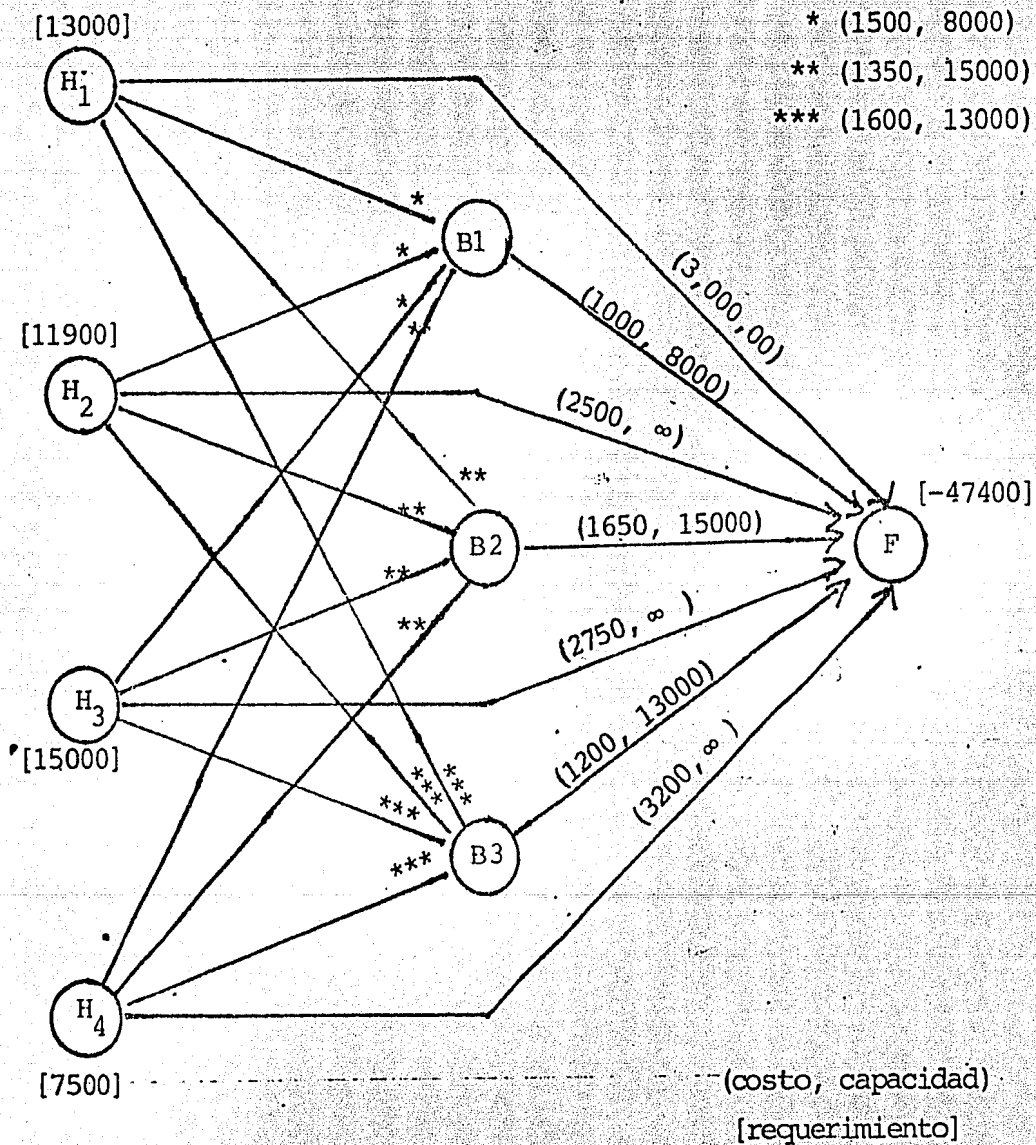 [13000]
* (1500, 8000)
** (1350, 15000)
*** (1600, 13000)
H1
*
B1
*
*
**
(3,000,00)
(1000, 8000)
[11900]
H2
(2500, ∞)
**
**
[-47400]
(1650, 15000)
B2
F
**
**
(2750, ∞ )
H3
[15000]
(1200, 13000)
(3200, ∞ )
***
***
***
***
B3
H4
[7500]
(costo, capacidad)
[requerimiento]